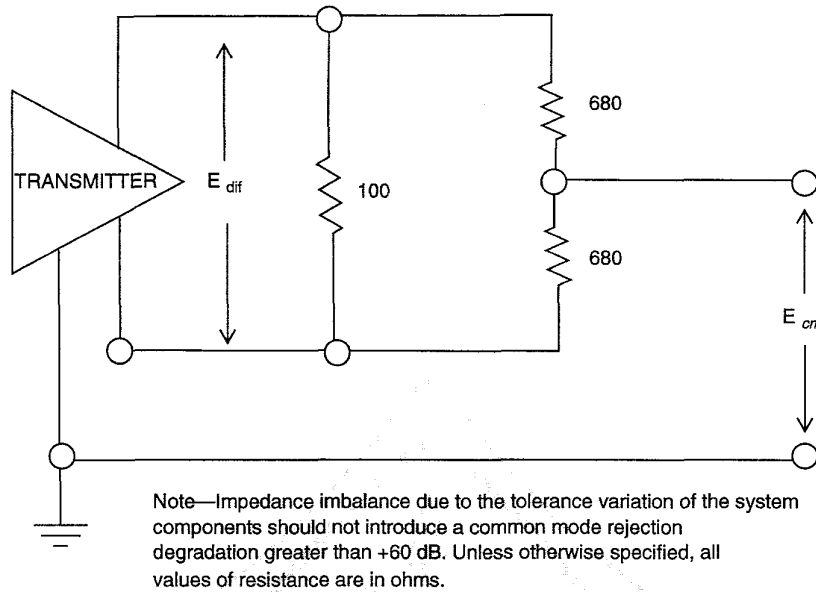 680
TRANSMITTER
E dif
100
680
E cm
Note—Impedance imbalance due to the tolerance variation of the system
components should not introduce a common mode rejection
degradation greater than +60 dB. Unless otherwise specified, all
values of resistance are in ohms.